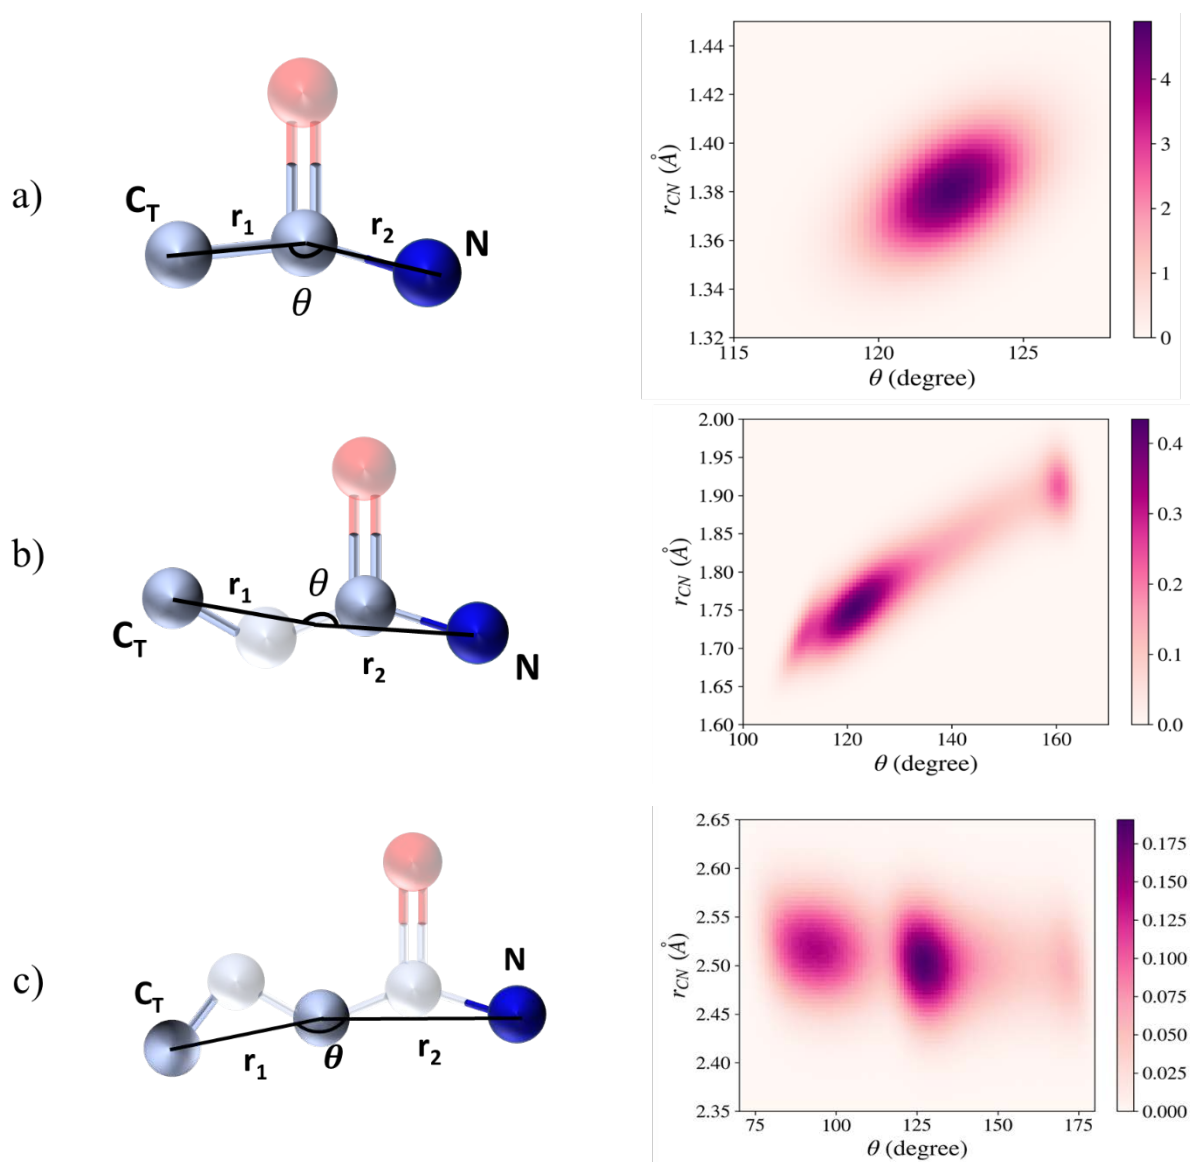 a)
C_T
r_1
r_2
N
θ
1.44
1.42
1.40
1.38
1.36
1.34
1.32
r_CN (Å)
115
120
125
θ (degree)
4
3
2
1
0
b)
C_T
r_1
θ
r_2
N
2.00
1.95
1.90
1.85
1.80
1.75
1.70
1.65
1.60
r_CN (Å)
100
120
140
160
θ (degree)
0.4
0.3
0.2
0.1
0.0
c)
C_T
r_1
θ
r_2
N
2.65
2.60
2.55
2.50
2.45
2.40
2.35
r_CN (Å)
75
100
125
150
175
θ (degree)
0.175
0.150
0.125
0.100
0.075
0.050
0.025
0.000